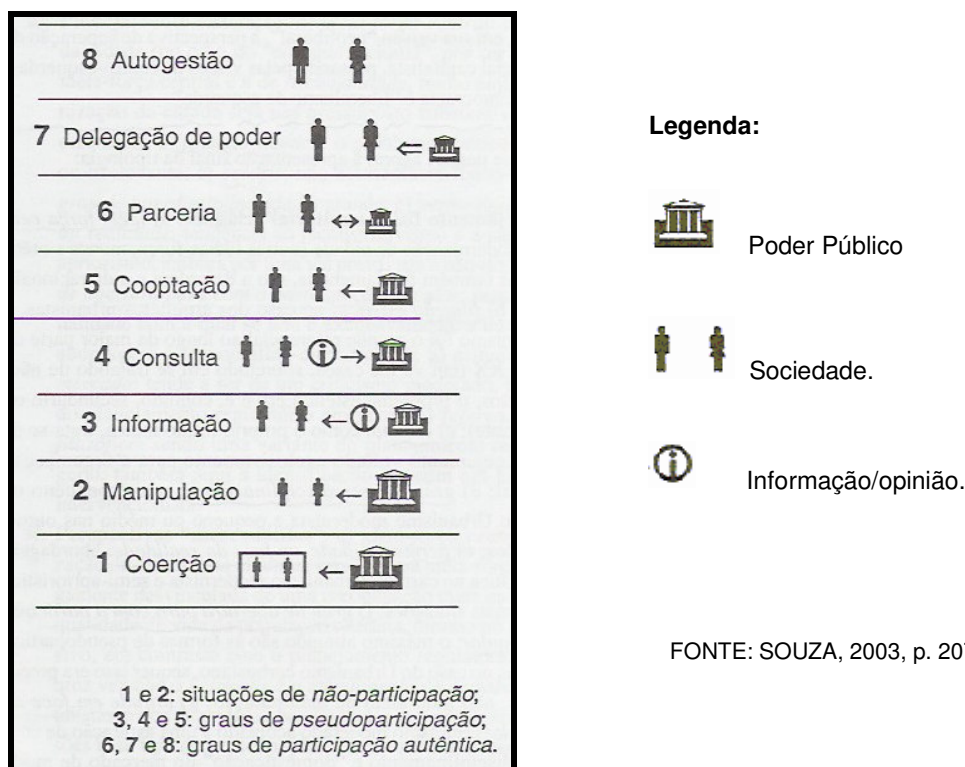 8 Autogestão
7 Delegação de poder
6 Parceria
5 Cooptação
4 Consulta
3 Informação
2 Manipulação
1 Coerção
1 e 2: situações de não-participação;
3, 4 e 5: graus de pseudoparticipação;
6, 7 e 8: graus de participação autêntica.
Legenda:
Poder Público
Sociedade.
Informação/opinião.
FONTE: SOUZA, 2003, p. 207